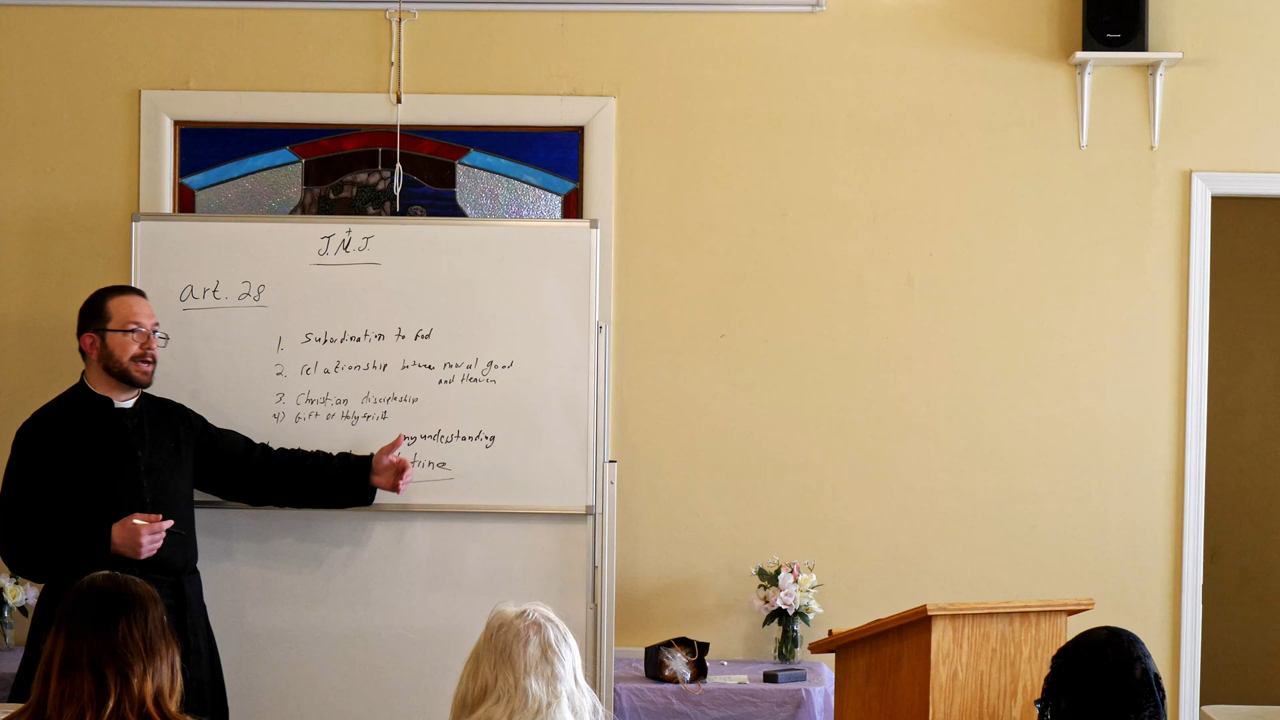 J.M.J.
art. 28
1. Subordination to God
2. relationship between moral good
and Heaven
3. Christian discipleship
4) Gift of Holy Spirit
understanding
trine